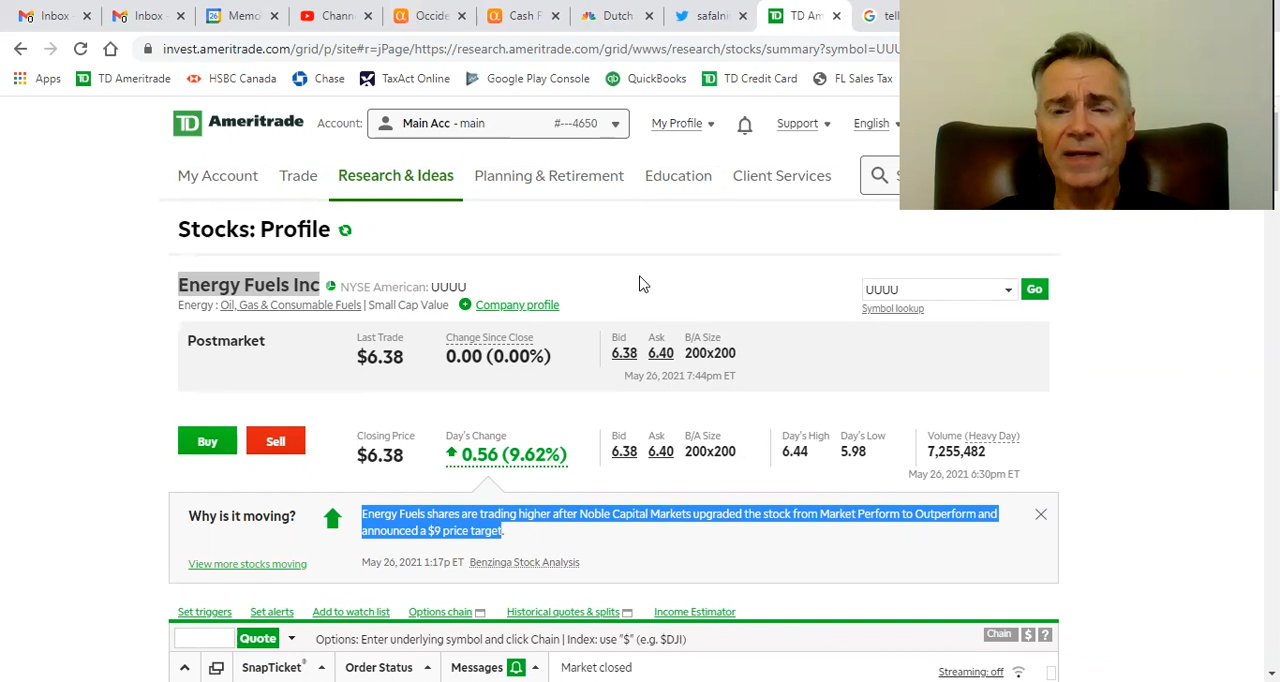 Inbox - Inbox - 26 Memo Chann Occide Cash F Dutch safalni TD Am tell
invest.ameritrade.com/grid/p/site#r=jPage/https://research.ameritrade.com/grid/wwws/research/stocks/summary?symbol=UUU
Apps TD Ameritrade HSBC Canada Chase TaxAct Online Google Play Console QuickBooks TD Credit Card FL Sales Tax
TD Ameritrade Account: Main Acc - main #---4650 My Profile Support English
My Account Trade Research & Ideas Planning & Retirement Education Client Services S
Stocks: Profile
Energy Fuels Inc NYSE American: UUUU UUUU Go
Energy : Oil, Gas & Consumable Fuels | Small Cap Value Company profile Symbol lookup
Postmarket Last Trade Change Since Close Bid Ask B/A Size
$6.38 0.00 (0.00%) 6.38 6.40 200x200
May 26, 2021 7:44pm ET
Buy Sell Closing Price Day's Change Bid Ask B/A Size Day's High Day's Low Volume (Heavy Day)
$6.38 0.56 (9.62%) 6.38 6.40 200x200 6.44 5.98 7,255,482
May 26, 2021 6:30pm ET
Why is it moving? Energy Fuels shares are trading higher after Noble Capital Markets upgraded the stock from Market Perform to Outperform and
announced a $9 price target.
View more stocks moving May 26, 2021 1:17p ET Benzinga Stock Analysis
Set triggers Set alerts Add to watch list Options chain Historical quotes & splits Income Estimator
Quote Options: Enter underlying symbol and click Chain | Index: use "$" (e.g. $DJI) Chain $ ?
SnapTicket® Order Status Messages Market closed Streaming: off